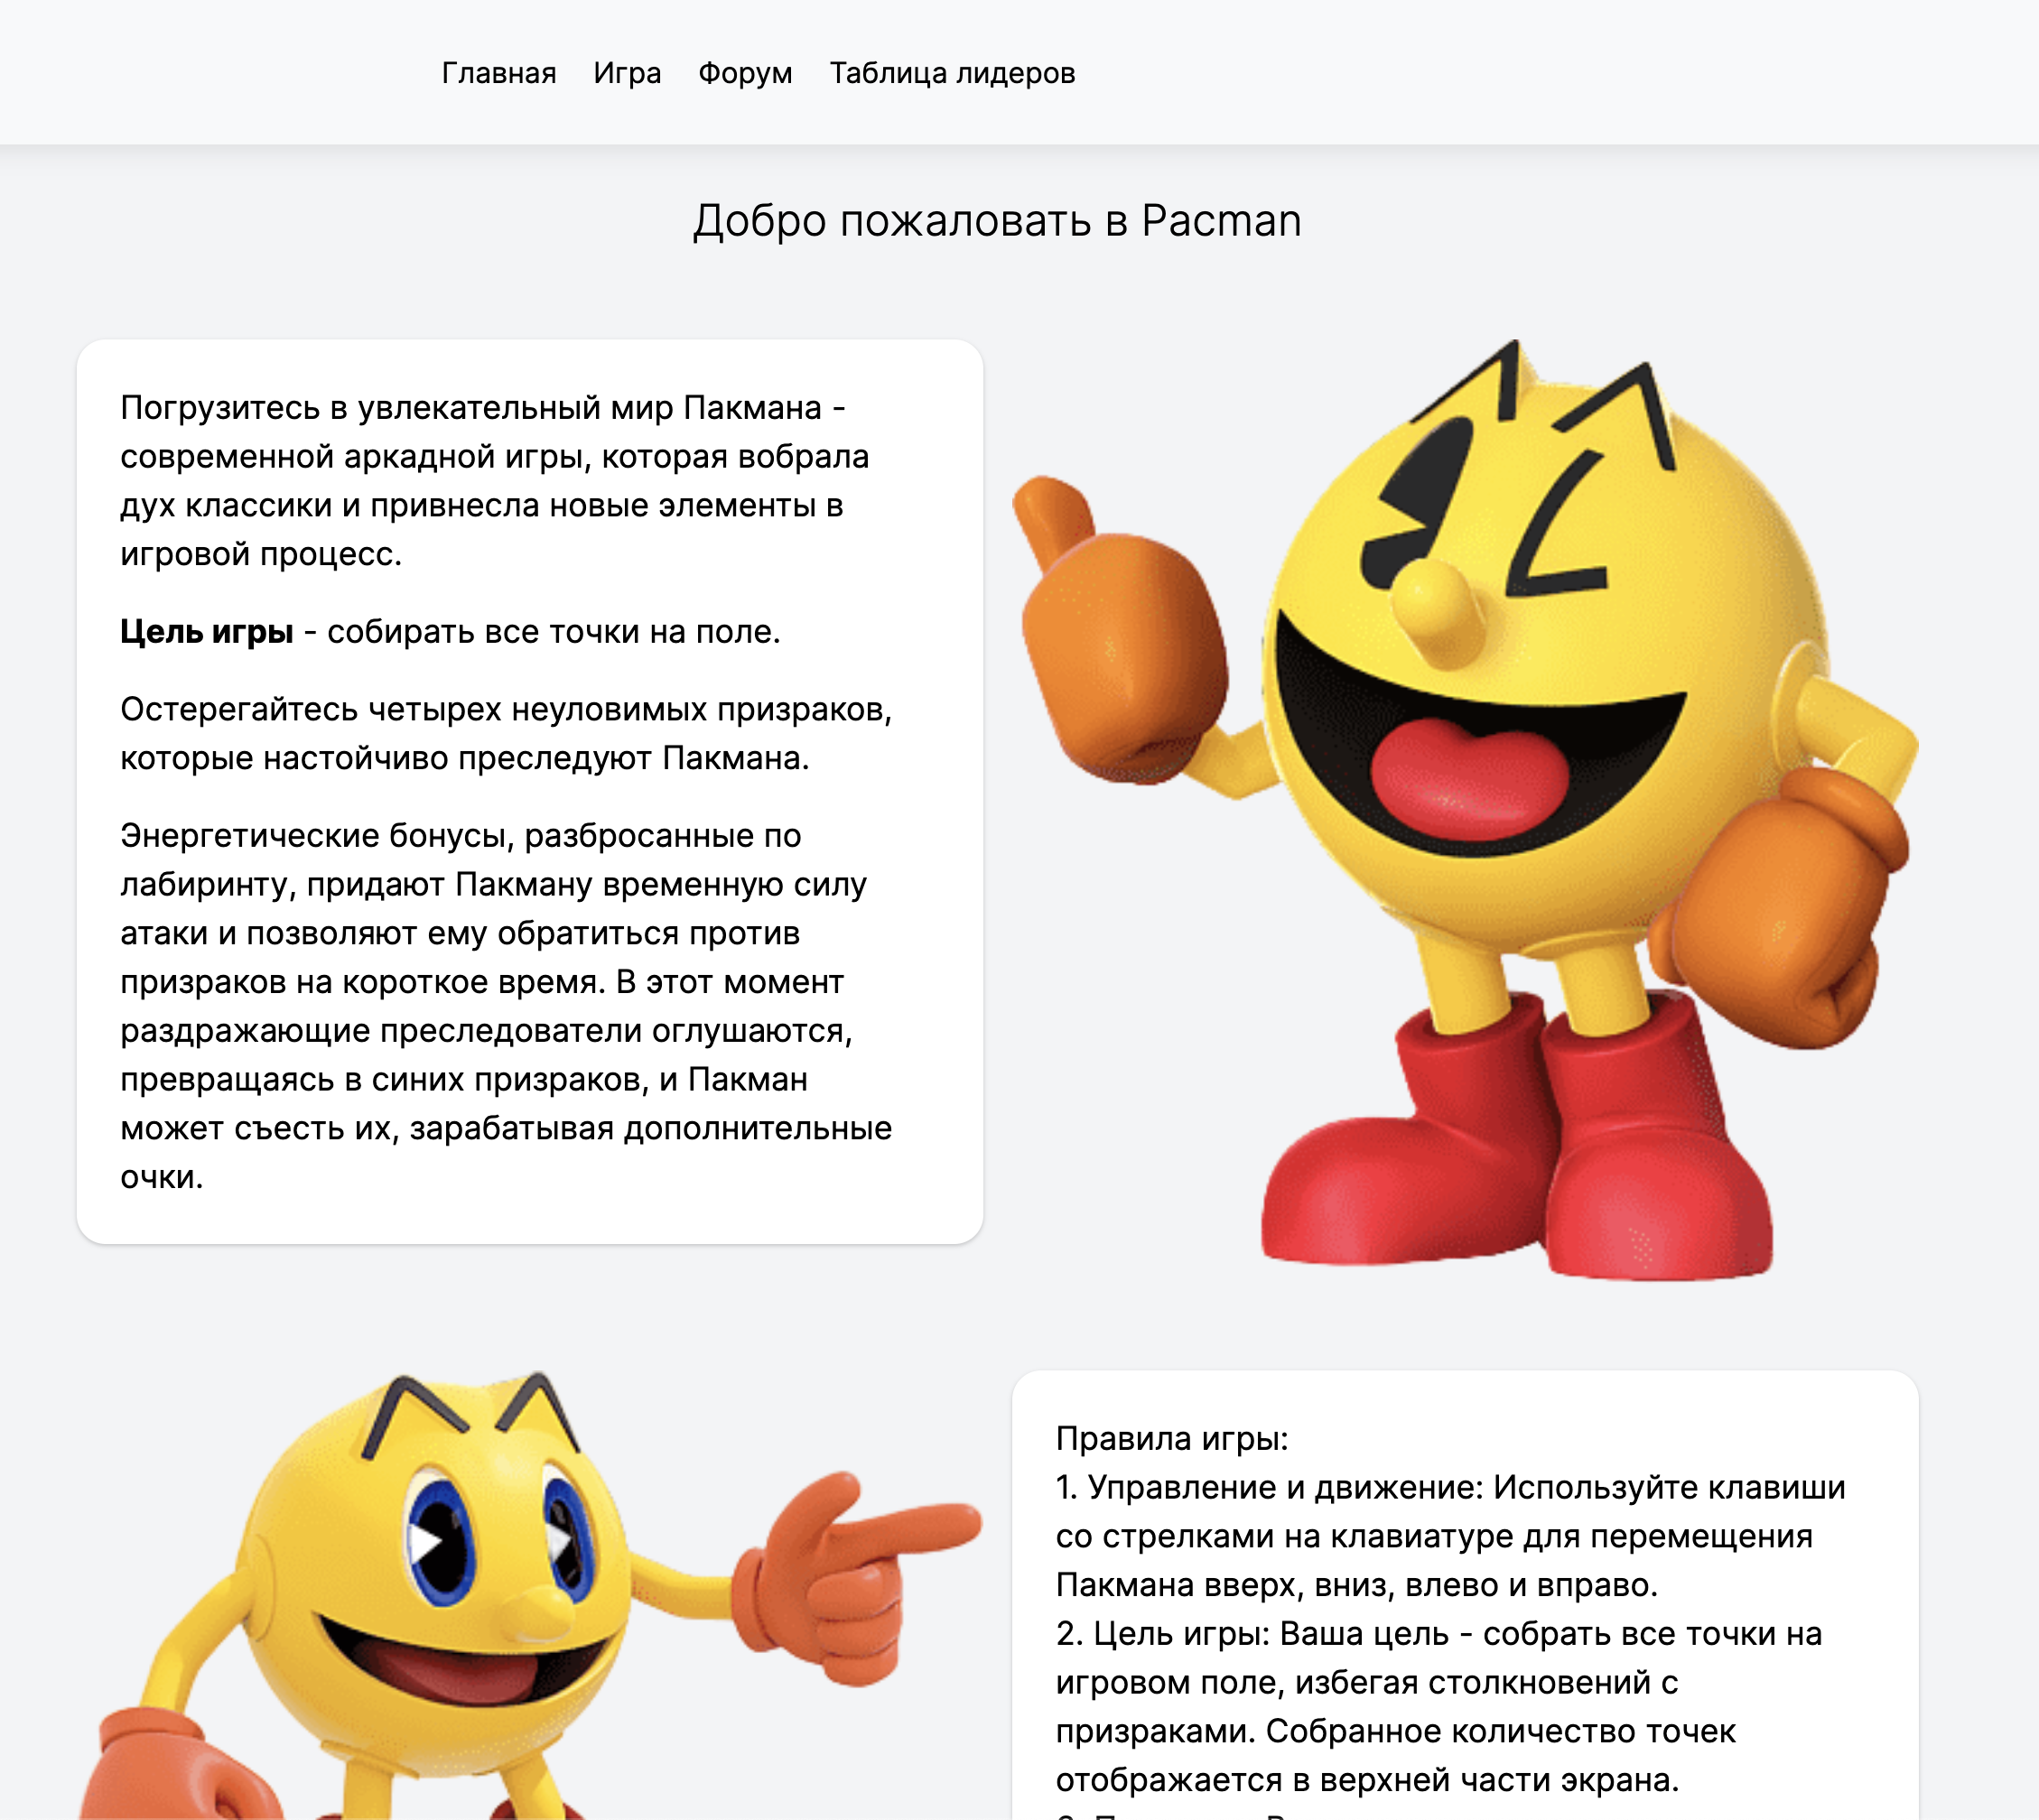 Главная Игра Форум Таблица лидеров
Добро пожаловать в Pacman
Погрузитесь в увлекательный мир Пакмана -
современной аркадной игры, которая вобрала
дух классики и привнесла новые элементы в
игровой процесс.
Цель игры - собирать все точки на поле.
Остерегайтесь четырех неуловимых призраков,
которые настойчиво преследуют Пакмана.
Энергетические бонусы, разбросанные по
лабиринту, придают Пакману временную силу
атаки и позволяют ему обратиться против
призраков на короткое время. В этот момент
раздражающие преследователи оглушаются,
превращаясь в синих призраков, и Пакман
может съесть их, зарабатывая дополнительные
очки.
Правила игры:
1. Управление и движение: Используйте клавиши
со стрелками на клавиатуре для перемещения
Пакмана вверх, вниз, влево и вправо.
2. Цель игры: Ваша цель - собрать все точки на
игровом поле, избегая столкновений с
призраками. Собранное количество точек
отображается в верхней части экрана.